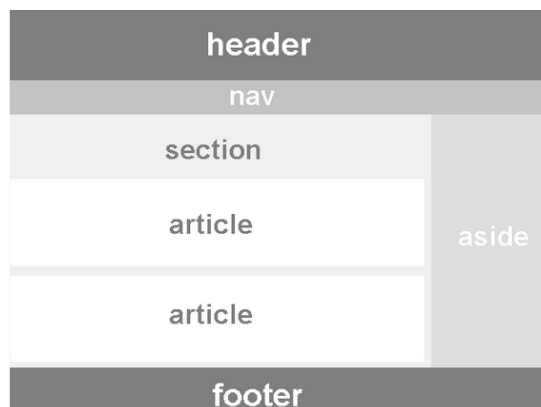 header
nav
section
article
aside
article
footer